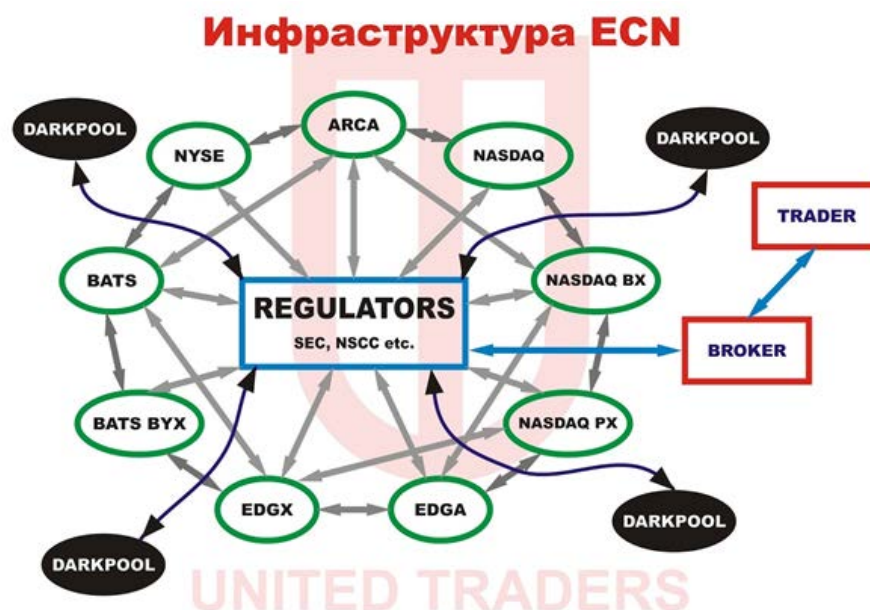 Инфраструктура ECN
DARKPOOL
ARCA
DARKPOOL
NYSE
NASDAQ
TRADER
BATS
REGULATORS
SEC, NSCC etc.
NASDAQ BX
BROKER
BATS BYX
NASDAQ PX
EDGX
EDGA
DARKPOOL
DARKPOOL
UNITED TRADERS